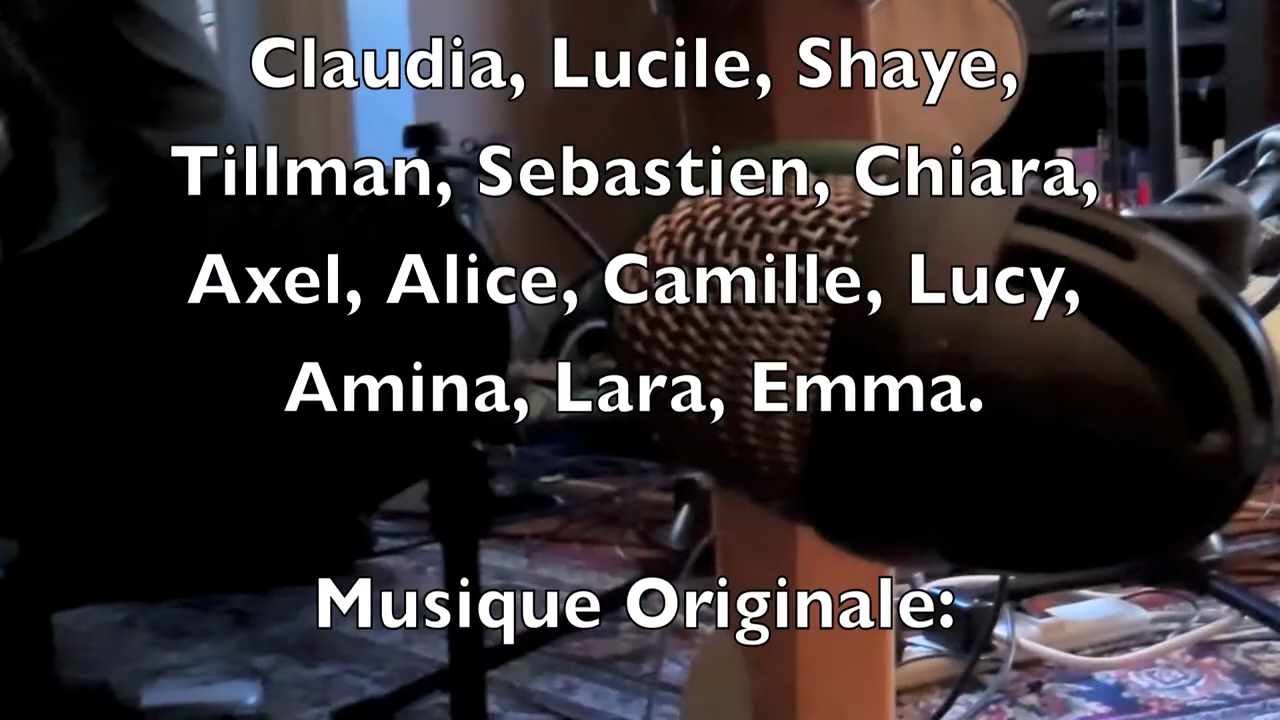 Claudia, Lucile, Shaye,
Tillman, Sebastien, Chiara,
Axel, Alice, Camille, Lucy,
Amina, Lara, Emma.
Musique Originale: